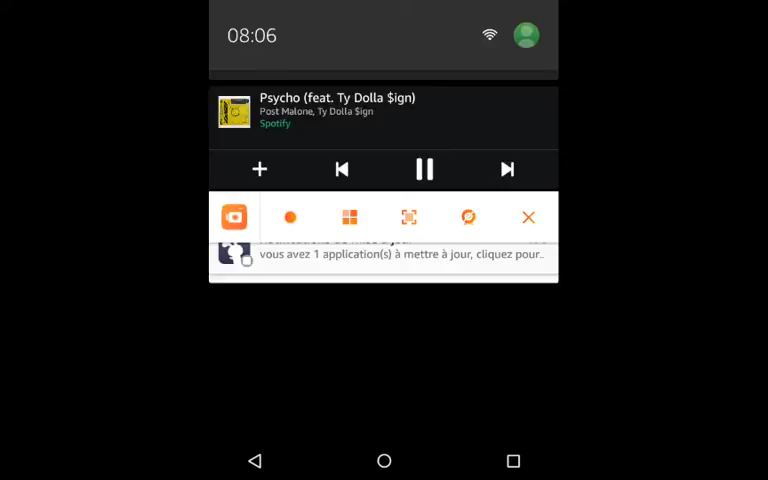 08:06
Psycho (feat. Ty Dolla $ign)
Post Malone, Ty Dolla $ign
Spotify
vous avez 1 application(s) à mettre à jour, cliquez pour..